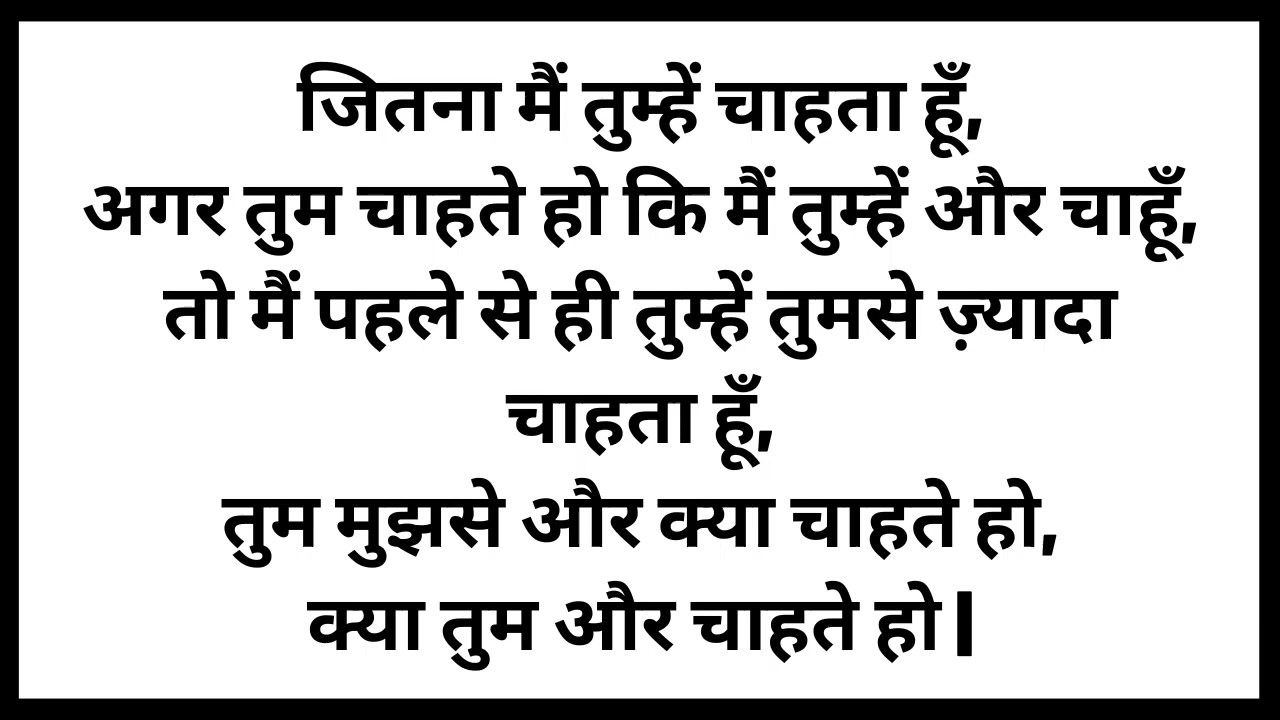 जितना मैं तुम्हें चाहता हूँ,
अगर तुम चाहते हो कि मैं तुम्हें और चाहूँ,
तो मैं पहले से ही तुम्हें तुमसे ज़्यादा
चाहता हूँ,
तुम मुझसे और क्या चाहते हो,
क्या तुम और चाहते हो।